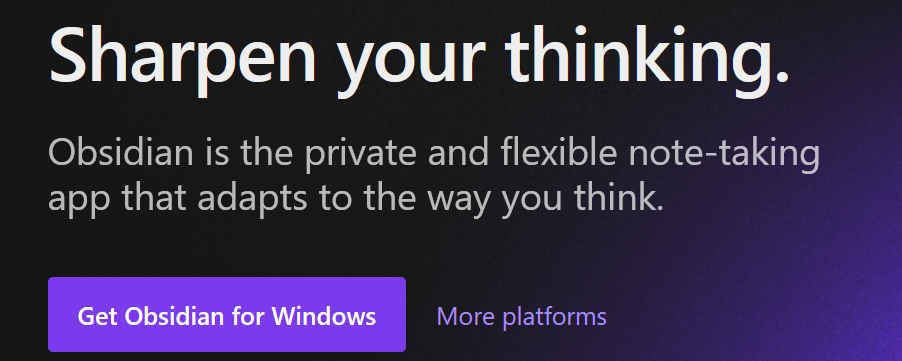 Sharpen your thinking.
Obsidian is the private and flexible note-taking
app that adapts to the way you think.
Get Obsidian for Windows
More platforms